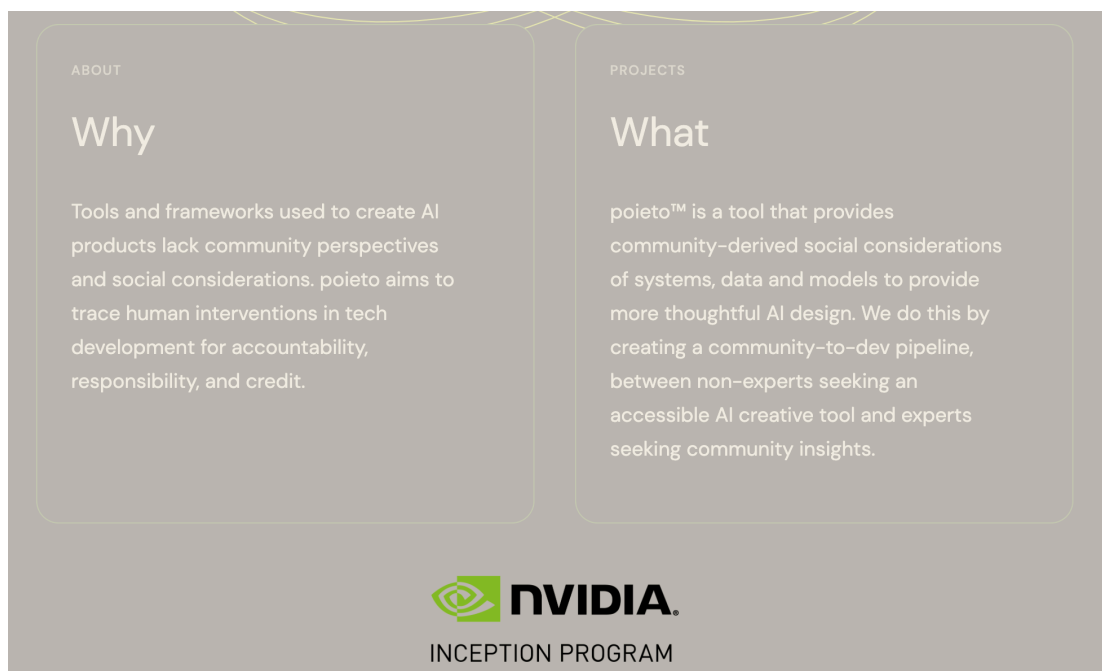 ABOUT
Why
Tools and frameworks used to create AI
products lack community perspectives
and social considerations. poieto aims to
trace human interventions in tech
development for accountability,
responsibility, and credit.
PROJECTS
What
poieto™ is a tool that provides
community-derived social considerations
of systems, data and models to provide
more thoughtful AI design. We do this by
creating a community-to-dev pipeline,
between non-experts seeking an
accessible AI creative tool and experts
seeking community insights.
NVIDIA.
INCEPTION PROGRAM